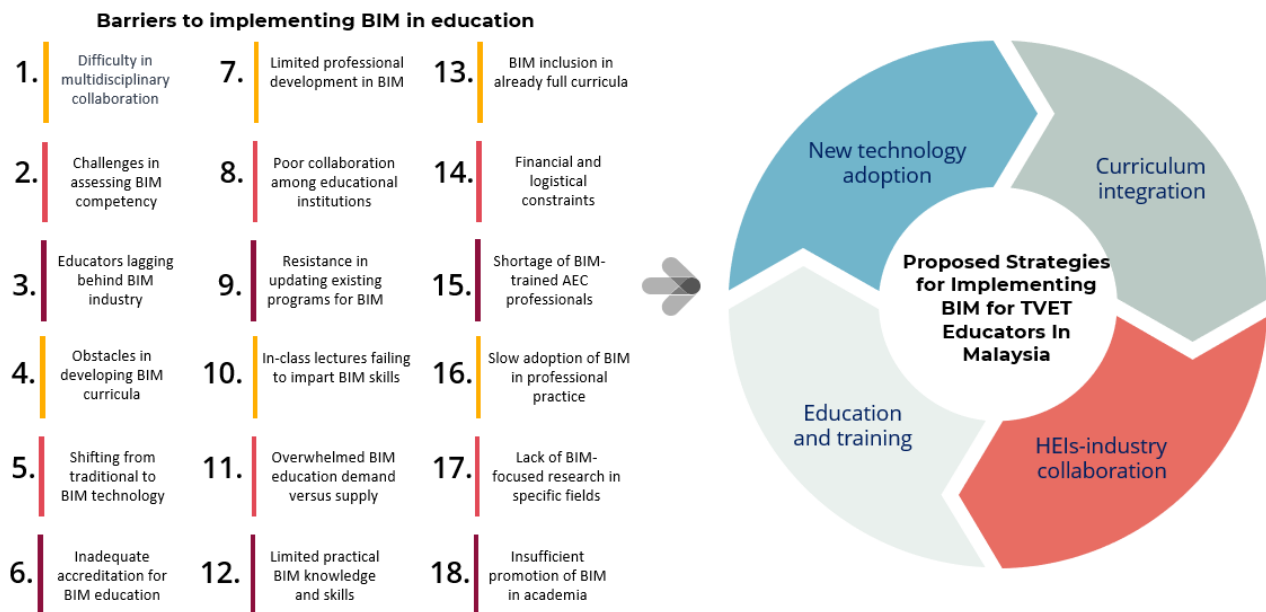 Barriers to implementing BIM in education
1.
Difficulty in
multidisciplinary
collaboration
2.
Challenges in
assessing BIM
competency
3.
Educators lagging
behind BIM
industry
4.
Obstacles in
developing BIM
curricula
5.
Shifting from
traditional to
BIM technology
6.
Inadequate
accreditation for
BIM education
7.
Limited professional
development in BIM
8.
Poor collaboration
among educational
institutions
9.
Resistance in
updating existing
programs for BIM
10.
In-class lectures failing
to impart BIM skills
11.
Overwhelmed BIM
education demand
versus supply
12.
Limited practical
BIM knowledge
and skills
13.
BIM inclusion in
already full curricula
14.
Financial and
logistical
constraints
15.
Shortage of BIM-
trained AEC
professionals
16.
Slow adoption of BIM
in professional
practice
17.
Lack of BIM-
focused research in
specific fields
18.
Insufficient
promotion of BIM
in academia
New technology
adoption
Curriculum
integration
Proposed Strategies
for Implementing
BIM for TVET
Educators In
Malaysia
Education
and training
HEIs-industry
collaboration